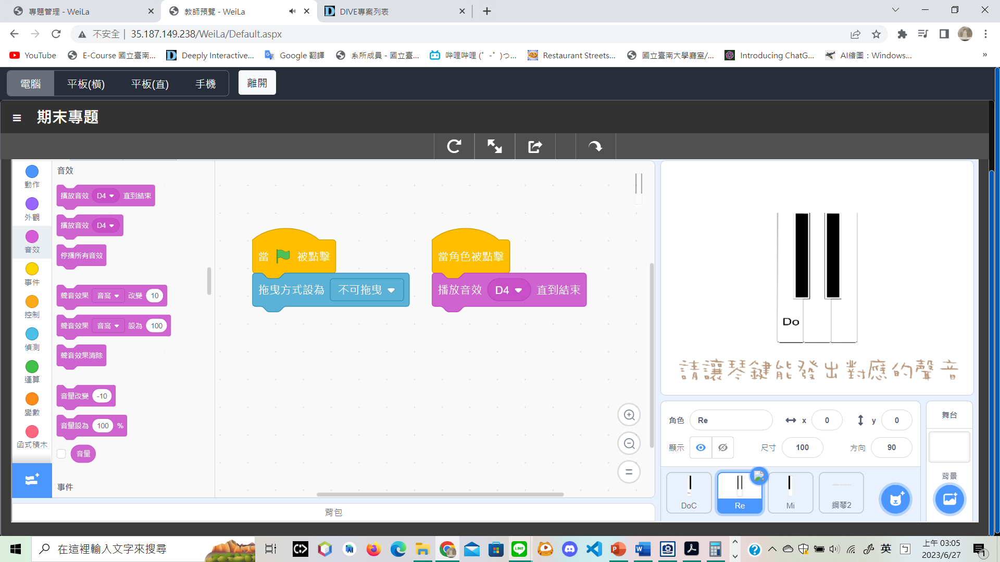 專題管理 - WeiLa
教師預覽 - WeiLa
DIVE專案列表
不安全 | 35.187.149.238/WeiLa/Default.aspx
YouTube
E-Course 國立臺南...
Deeply Interactive...
Google 翻譯
系所成員 - 國立臺...
嗶哩嗶哩 (゜-゜)つ...
Restaurant Streets...
國立臺南大學廳室/...
Introducing ChatG...
AI繪圖：Windows...
»
電腦
平板(橫)
平板(直)
手機
離開
期末專題
動作
外觀
音效
事件
控制
偵測
運算
變數
函式積木
音效
播放音效 D4 直到結束
播放音效 D4
停播所有音效
聲音效果 音高 改變 10
聲音效果 音高 設為 100
聲音效果清除
音量改變 -10
音量設為 100 %
音量
事件
當 被點擊
拖曳方式設為 不可拖曳
當角色被點擊
播放音效 D4 直到結束
背包
Do
請讓琴鍵能發出對應的聲音
角色 Re x 0 y 0
顯示 尺寸 100 方向 90
DoC
Re
Mi
鋼琴2
舞台
背景
在這裡輸入文字來搜尋
英
上午 03:05
2023/6/27
1